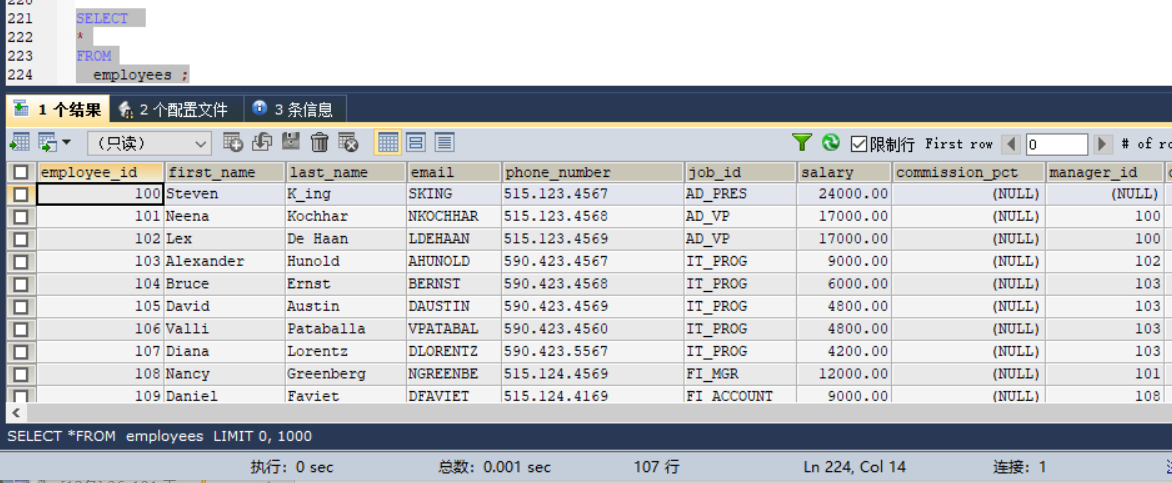 220
221 SELECT
222 *
223 FROM
224 employees ;
1 个结果 2 个配置文件 3 条信息
（只读） 限制行 First row 0 # of
employee_id first_name last_name email phone_number job_id salary commission_pct manager_id
100 Steven K_ing SKING 515.123.4567 AD_PRES 24000.00 (NULL) (NULL)
101 Neena Kochhar NKOCHHAR 515.123.4568 AD_VP 17000.00 (NULL) 100
102 Lex De Haan LDEHAAN 515.123.4569 AD_VP 17000.00 (NULL) 100
103 Alexander Hunold AHUNOLD 590.423.4567 IT_PROG 9000.00 (NULL) 102
104 Bruce Ernst BERNST 590.423.4568 IT_PROG 6000.00 (NULL) 103
105 David Austin DAUSTIN 590.423.4569 IT_PROG 4800.00 (NULL) 103
106 Valli Pataballa VPATABAL 590.423.4560 IT_PROG 4800.00 (NULL) 103
107 Diana Lorentz DLORENTZ 590.423.5567 IT_PROG 4200.00 (NULL) 103
108 Nancy Greenberg NGREENBE 515.124.4569 FI_MGR 12000.00 (NULL) 101
109 Daniel Faviet DFAVIET 515.124.4169 FI_ACCOUNT 9000.00 (NULL) 108
SELECT *FROM employees LIMIT 0, 1000
执行: 0 sec 总数: 0.001 sec 107 行 Ln 224, Col 14 连接: 1